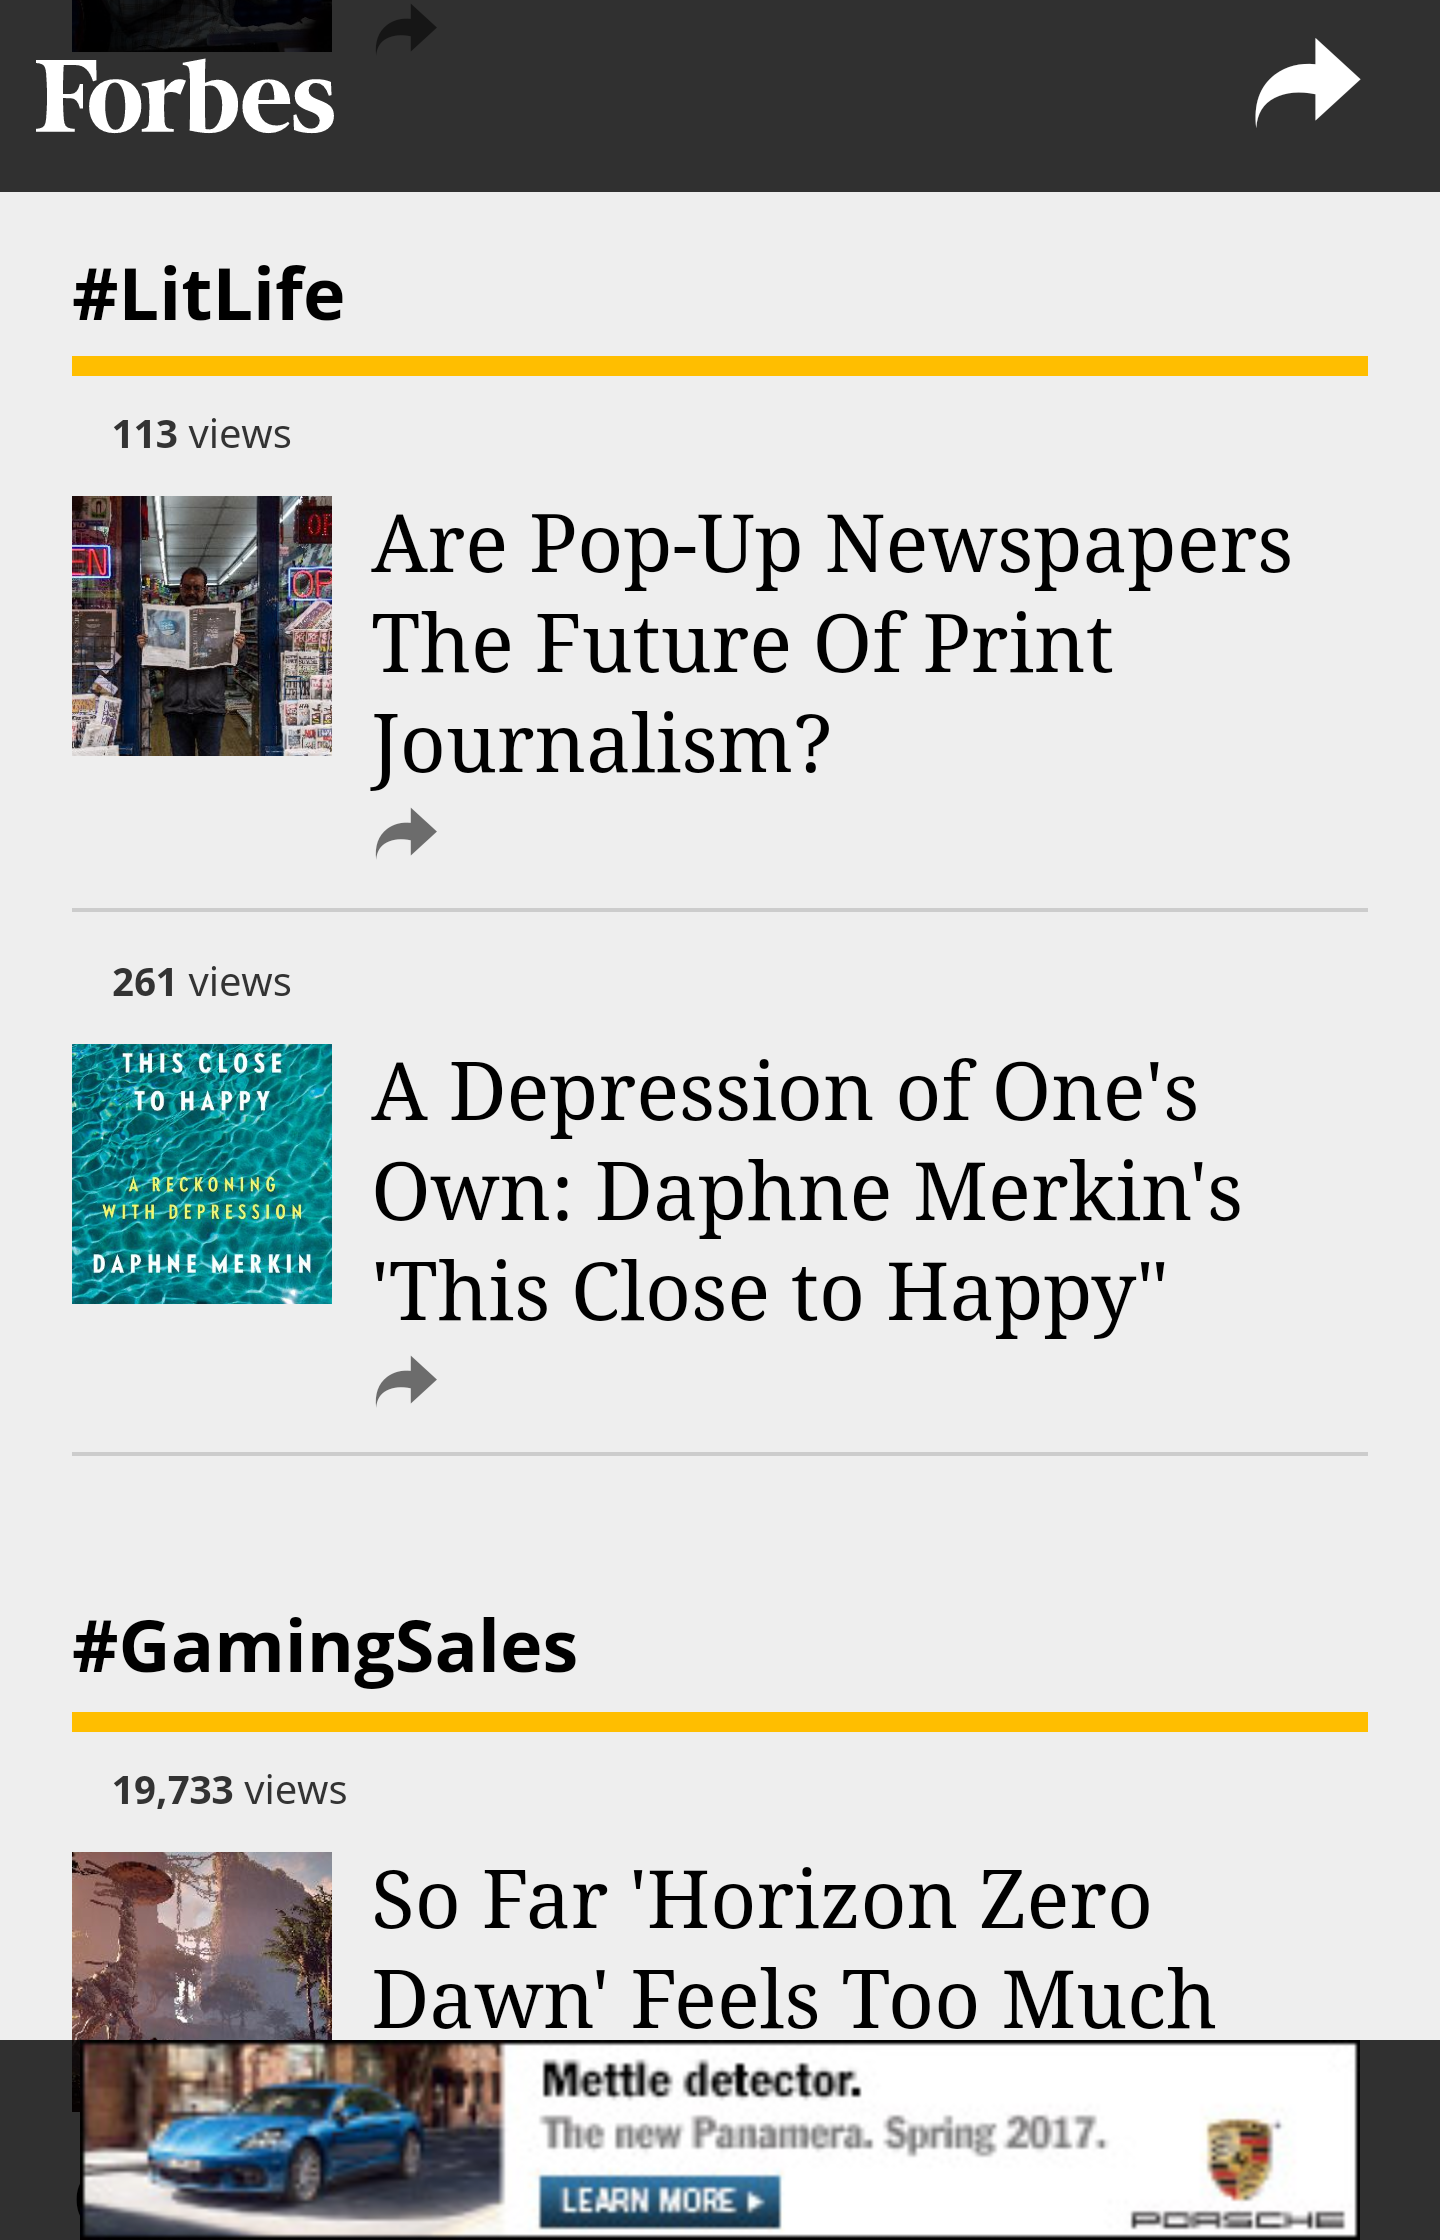 Forbes
#LitLife
113 views
Are Pop-Up Newspapers
The Future Of Print
Journalism?
261 views
THIS CLOSE
TO HAPPY
A RECKONING
WITH DEPRESSION
DAPHNE MERKIN
A Depression of One's
Own: Daphne Merkin's
'This Close to Happy"
#GamingSales
19,733 views
So Far 'Horizon Zero
Dawn' Feels Too Much
Mettle detector.
The new Panamera. Spring 2017.
LEARN MORE
PORSCHE